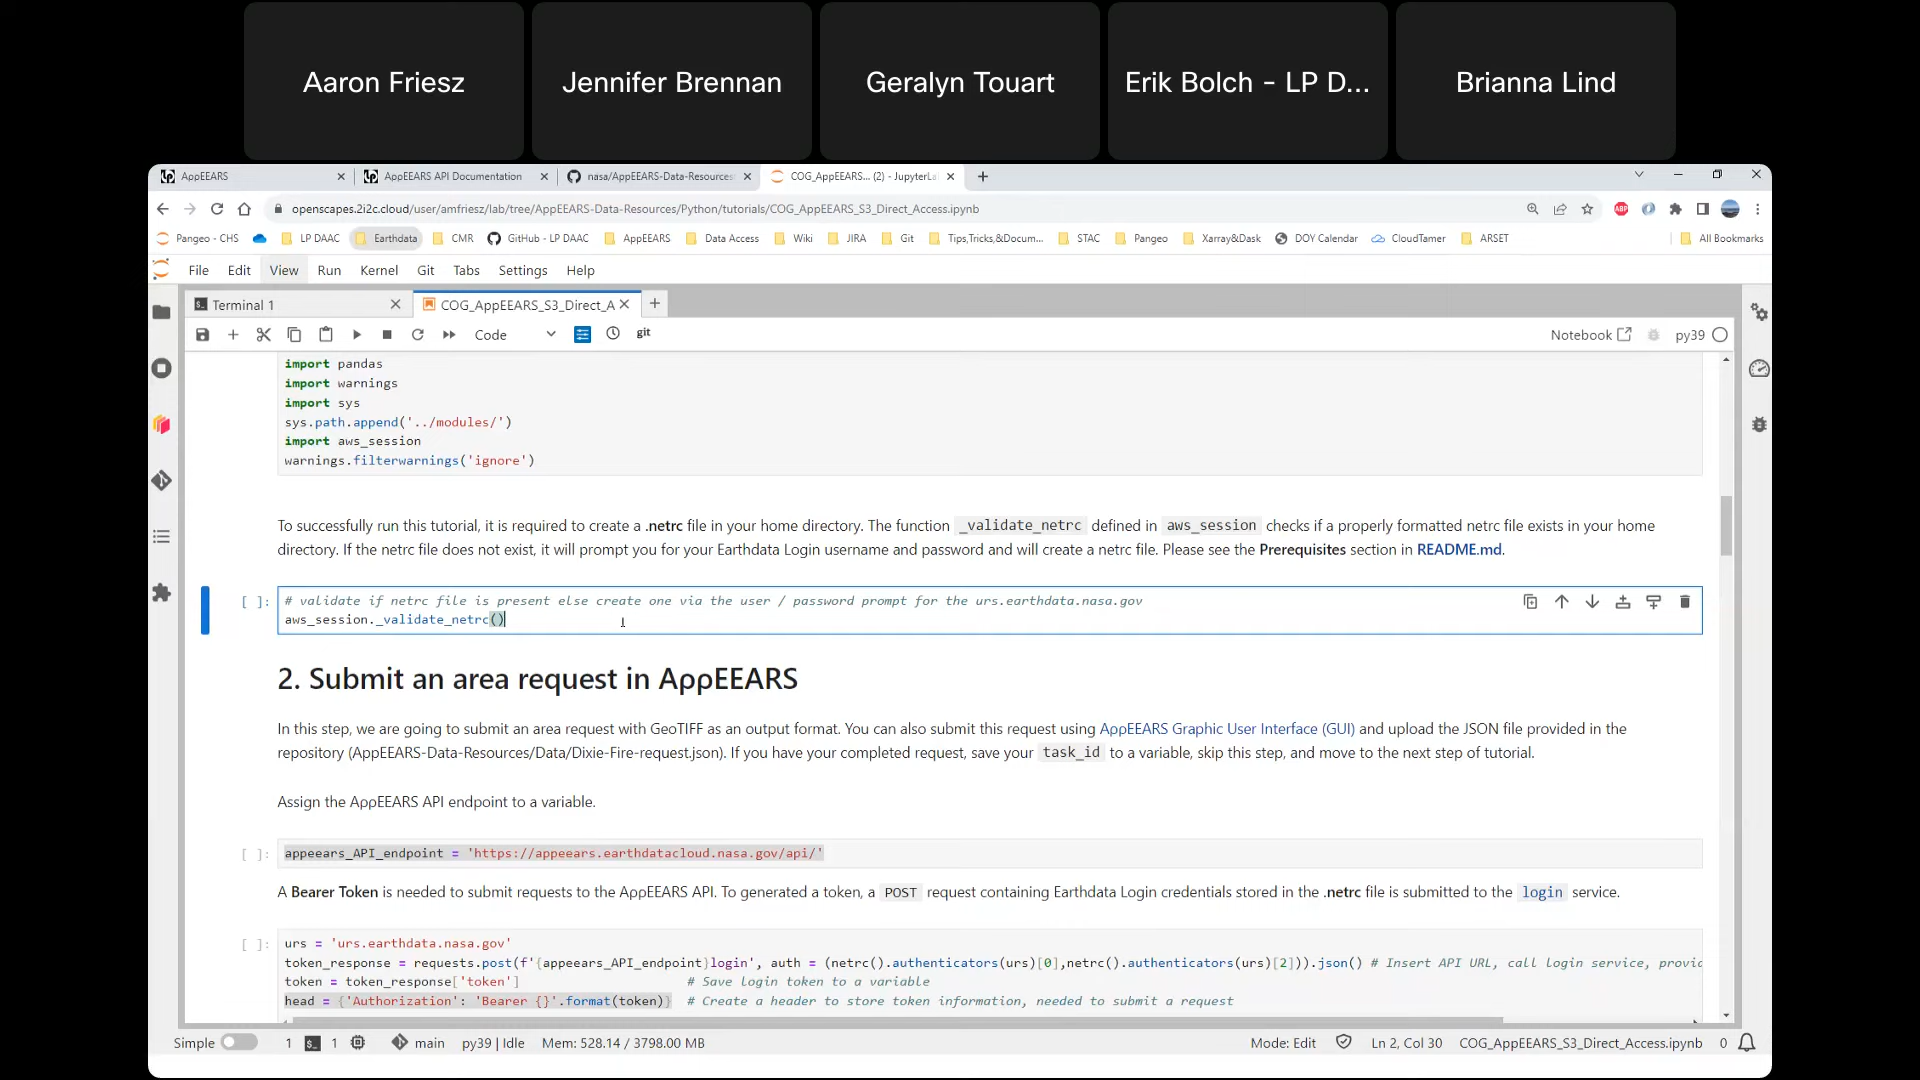 Aaron Friesz
Jennifer Brennan
Geralyn Touart
Erik Bolch - LP D...
Brianna Lind
AppEEARS
AppEEARS API Documentation
nasa/AppEEARS-Data-Resources:
COG_AppEEARS... (2) - JupyterLa
openscapes.2i2c.cloud/user/amfriesz/lab/tree/AppEEARS-Data-Resources/Python/tutorials/COG_AppEEARS_S3_Direct_Access.ipynb
ABP
Pangeo - CHS
LP DAAC
Earthdata
CMR
GitHub - LP DAAC
AppEEARS
Data Access
Wiki
JIRA
Git
Tips,Tricks,&Docum...
STAC
Pangeo
Xarray&Dask
DOY Calendar
CloudTamer
ARSET
All Bookmarks
File Edit View Run Kernel Git Tabs Settings Help
Terminal 1
COG_AppEEARS_S3_Direct_A
Code
git
Notebook
py39
import pandas
import warnings
import sys
sys.path.append('../modules/')
import aws_session
warnings.filterwarnings('ignore')
To successfully run this tutorial, it is required to create a .netrc file in your home directory. The function _validate_netrc defined in aws_session checks if a properly formatted netrc file exists in your home
directory. If the netrc file does not exist, it will prompt you for your Earthdata Login username and password and will create a netrc file. Please see the Prerequisites section in README.md.
[ ]: # validate if netrc file is present else create one via the user / password prompt for the urs.earthdata.nasa.gov
aws_session._validate_netrc()
2. Submit an area request in AρρEEARS
In this step, we are going to submit an area request with GeoTIFF as an output format. You can also submit this request using AρρEEARS Graphic User Interface (GUI) and upload the JSON file provided in the
repository (AppEEARS-Data-Resources/Data/Dixie-Fire-request.json). If you have your completed request, save your task_id to a variable, skip this step, and move to the next step of tutorial.
Assign the AρρEEARS API endpoint to a variable.
[ ]: appeears_API_endpoint = 'https://appeears.earthdatacloud.nasa.gov/api/'
A Bearer Token is needed to submit requests to the AρρEEARS API. To generated a token, a POST request containing Earthdata Login credentials stored in the .netrc file is submitted to the login service.
[ ]: urs = 'urs.earthdata.nasa.gov'
token_response = requests.post(f'{appeears_API_endpoint}login', auth = (netrc().authenticators(urs)[0],netrc().authenticators(urs)[2])).json() # Insert API URL, call login service, provid
token = token_response['token'] # Save login token to a variable
head = {'Authorization': 'Bearer {}'.format(token)} # Create a header to store token information, needed to submit a request
Simple
1
1
main
py39 | Idle
Mem: 528.14 / 3798.00 MB
Mode: Edit
Ln 2, Col 30
COG_AppEEARS_S3_Direct_Access.ipynb
0